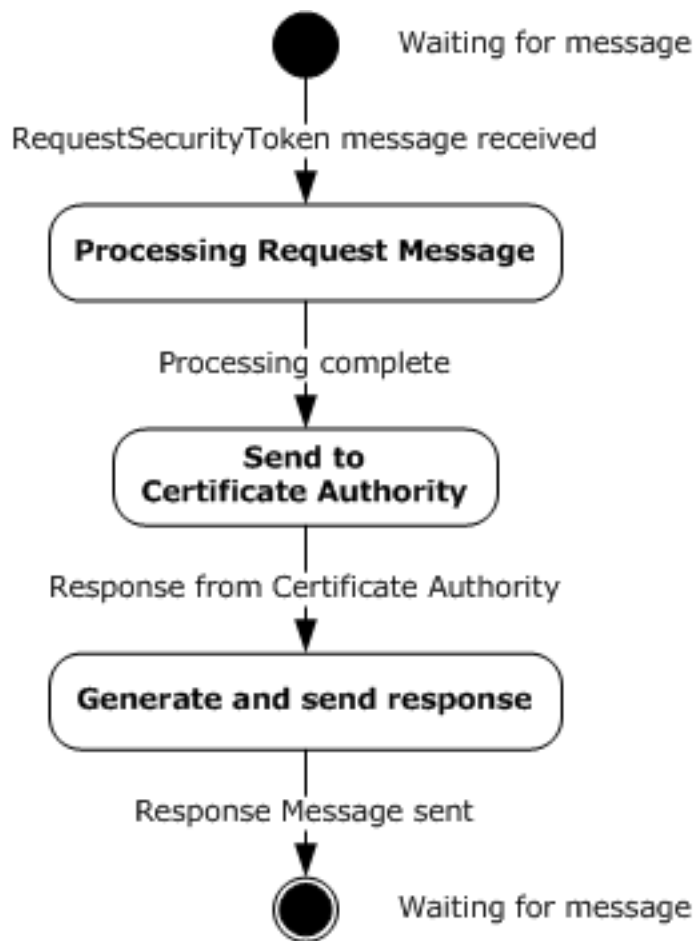 Waiting for message
RequestSecurityToken message received
Processing Request Message
Processing complete
Send to
Certificate Authority
Response from Certificate Authority
Generate and send response
Response Message sent
Waiting for message